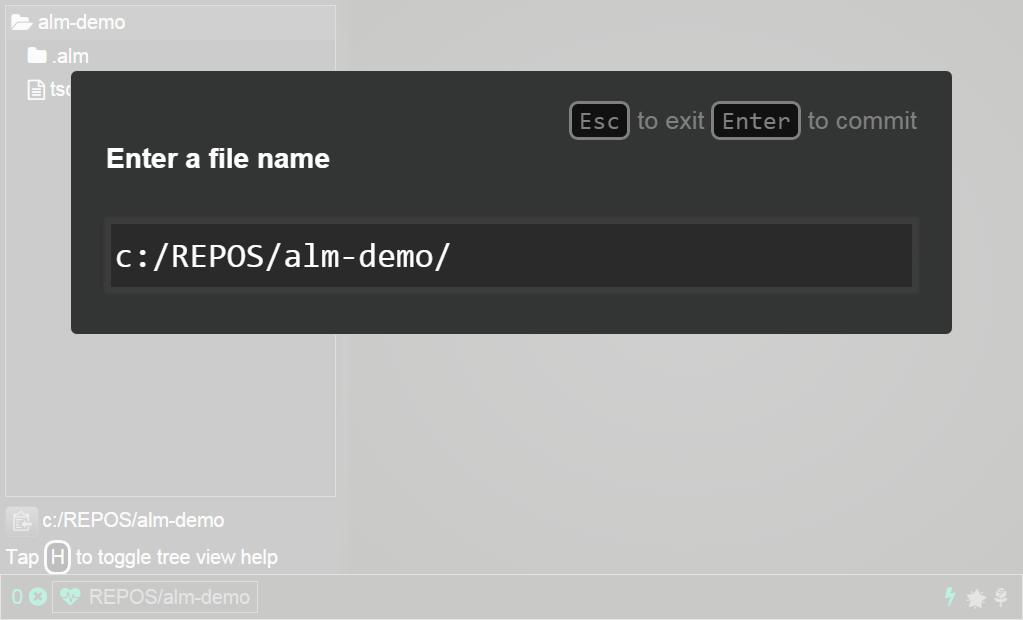 alm-demo
.alm
Esc to exit Enter to commit
Enter a file name
c:/REPOS/alm-demo/
c:/REPOS/alm-demo
Tap H to toggle tree view help
0 REPOS/alm-demo